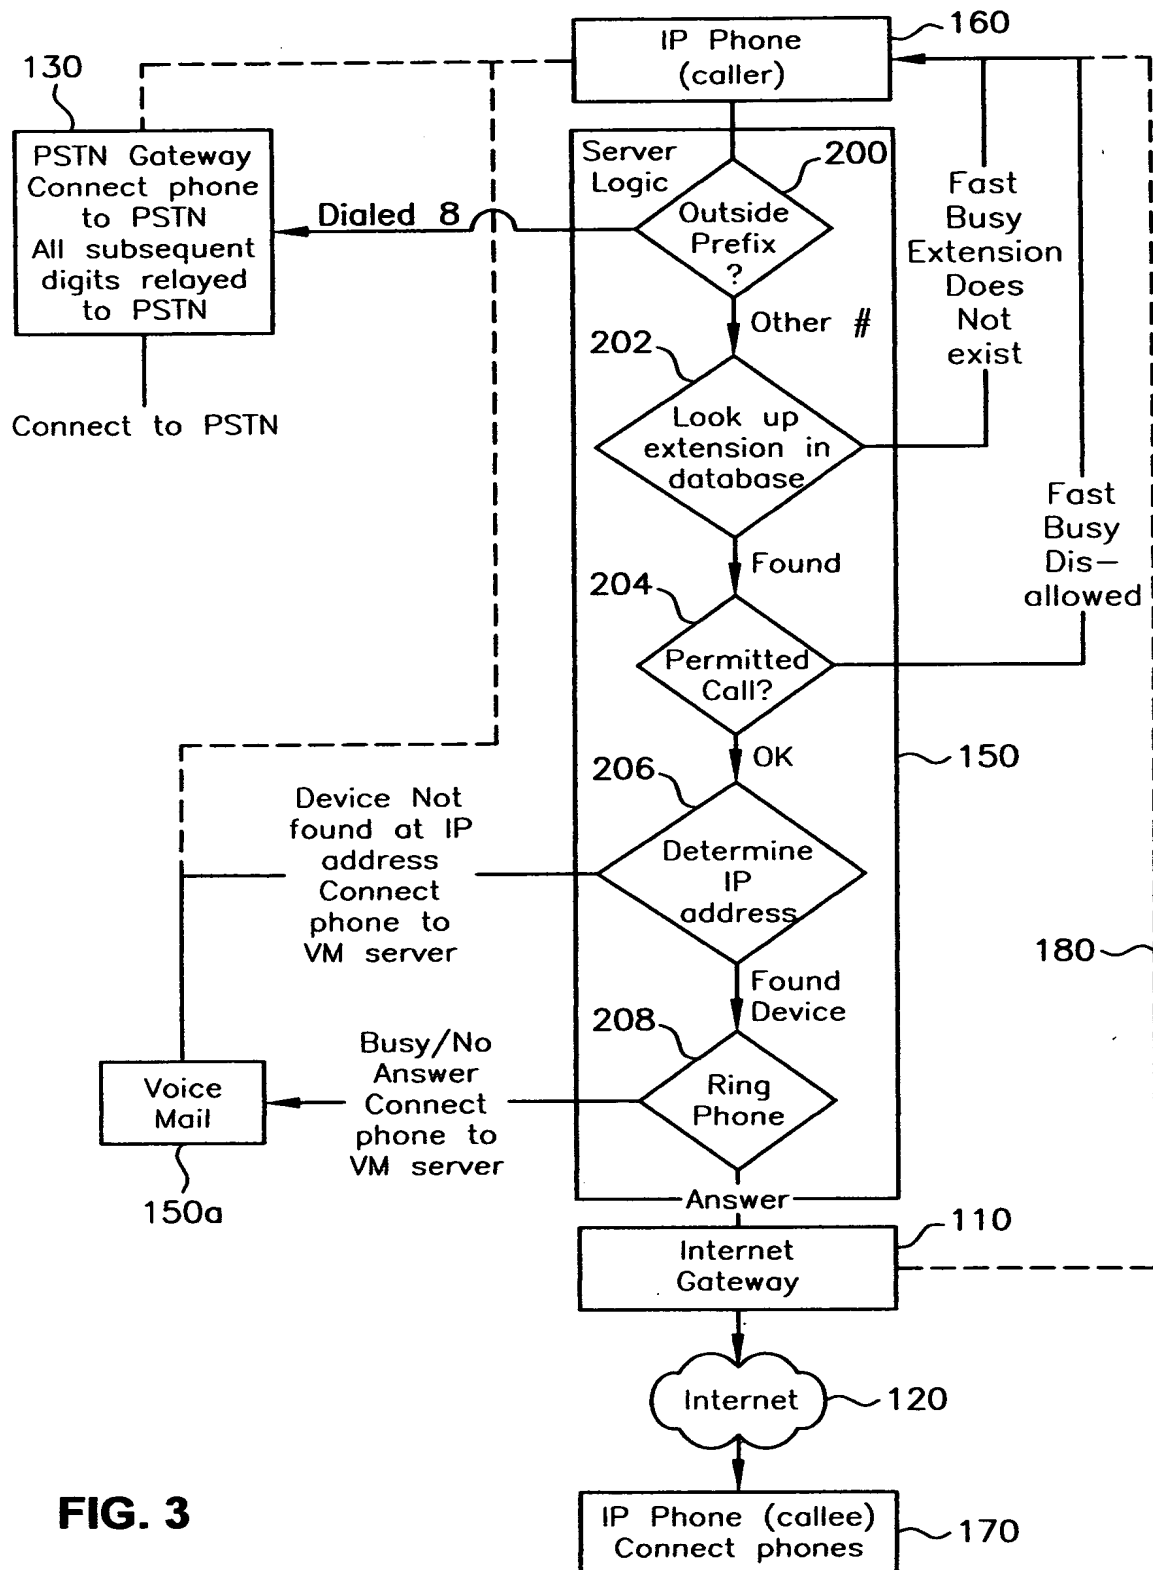 160
IP Phone
(caller)
130
PSTN Gateway
Connect phone
to PSTN
All subsequent
digits relayed
to PSTN
Server
Logic
200
Outside
Prefix
?
Dialed 8
Fast
Busy
Extension
Does
Not
exist
Other #
202
Connect to PSTN
Look up
extension in
database
Fast
Busy
Dis-
allowed
Found
204
Permitted
Call?
OK
150
206
Device Not
found at IP
address
Connect
phone to
VM server
Determine
IP
address
180
Found
Device
208
Busy/No
Answer
Connect
phone to
VM server
Ring
Phone
Voice
Mail
150a
Answer
110
Internet
Gateway
Internet
120
FIG. 3
IP Phone (callee)
Connect phones
170